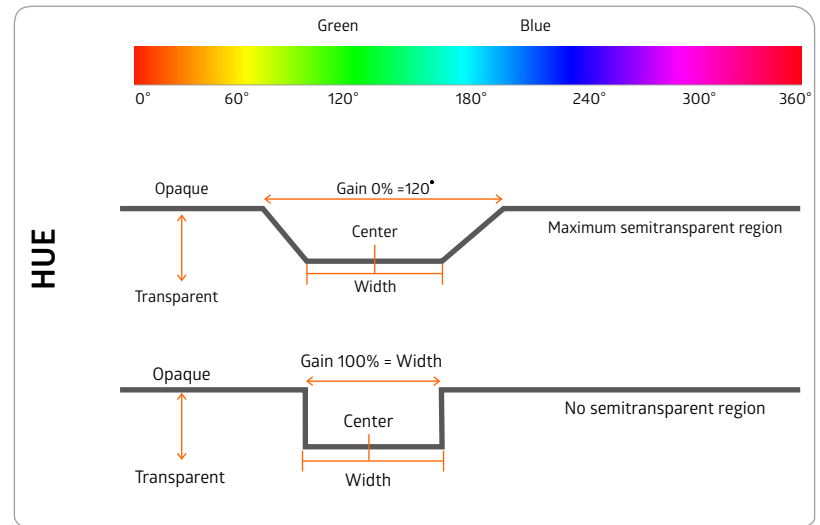 Green
Blue
0° 60° 120° 180° 240° 300° 360°
HUE
Opaque
Gain 0% =120°
Center
Maximum semitransparent region
Width
Transparent
Gain 100% = Width
Opaque
Center
No semitransparent region
Transparent
Width